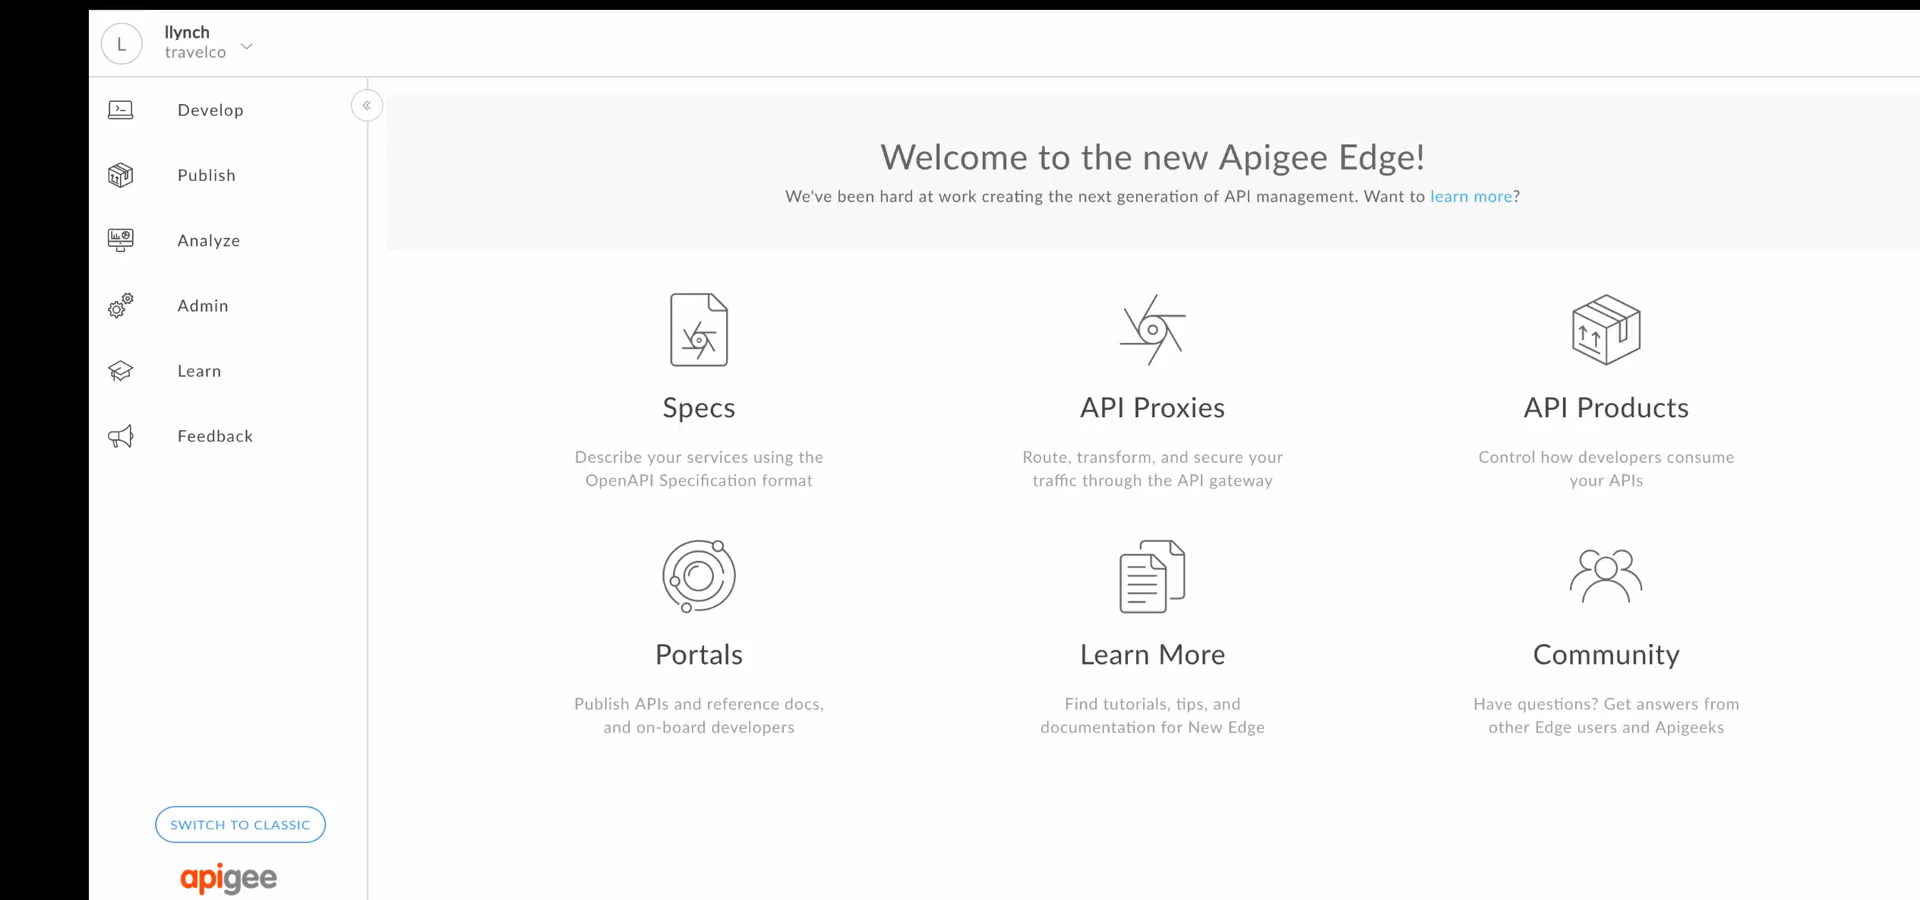 L
llynch
travelco
Develop
Publish
Analyze
Admin
Learn
Feedback
SWITCH TO CLASSIC
apigee
Welcome to the new Apigee Edge!
We've been hard at work creating the next generation of API management. Want to learn more?
Specs
Describe your services using the
OpenAPI Specification format
API Proxies
Route, transform, and secure your
traffic through the API gateway
API Products
Control how developers consume
your APIs
Portals
Publish APIs and reference docs,
and on-board developers
Learn More
Find tutorials, tips, and
documentation for New Edge
Community
Have questions? Get answers from
other Edge users and Apigeeks